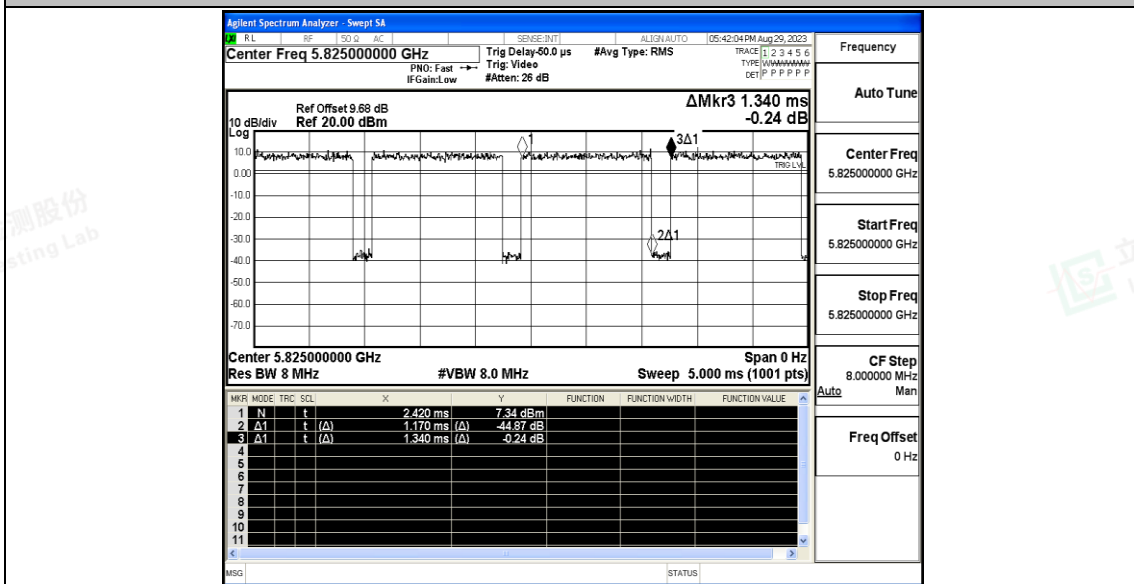 Agilent Spectrum Analyzer - Swept SA
RL RF 50 Ω AC SENSE:INT ALIGN AUTO 05:42:04 PM Aug 29, 2023
Center Freq 5.825000000 GHz
PNO: Fast
IFGain:Low
Trig Delay-50.0 µs
Trig: Video
#Atten: 26 dB
#Avg Type: RMS
TRACE 1 2 3 4 5 6
TYPE
DET P P P P P P
ΔMkr3 1.340 ms
-0.24 dB
Ref Offset 9.68 dB
10 dB/div Ref 20.00 dBm
Log
10.0
0.00
-10.0
-20.0
-30.0
-40.0
-50.0
-60.0
-70.0
1
3Δ1
TRIG LVL
2Δ1
Center 5.825000000 GHz Span 0 Hz
Res BW 8 MHz #VBW 8.0 MHz Sweep 5.000 ms (1001 pts)
MKR MODE TRC SCL X Y FUNCTION FUNCTION WIDTH FUNCTION VALUE
1 N t 2.420 ms 7.34 dBm
2 Δ1 t (Δ) 1.170 ms (Δ) -44.87 dB
3 Δ1 t (Δ) 1.340 ms (Δ) -0.24 dB
4
5
6
7
8
9
10
11
MSG STATUS
Frequency
Auto Tune
Center Freq
5.825000000 GHz
Start Freq
5.825000000 GHz
Stop Freq
5.825000000 GHz
CF Step
8.000000 MHz
Auto Man
Freq Offset
0 Hz
测股份
sting Lab
立